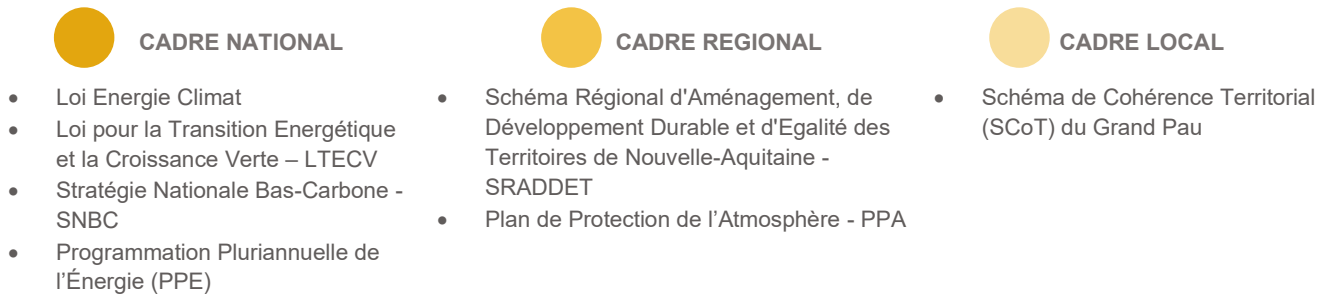 CADRE NATIONAL
• Loi Energie Climat
• Loi pour la Transition Energétique
et la Croissance Verte – LTECV
• Stratégie Nationale Bas-Carbone -
SNBC
• Programmation Pluriannuelle de
l’Énergie (PPE)
CADRE REGIONAL
• Schéma Régional d'Aménagement, de
Développement Durable et d'Egalité des
Territoires de Nouvelle-Aquitaine -
SRADDET
• Plan de Protection de l’Atmosphère - PPA
CADRE LOCAL
• Schéma de Cohérence Territorial
(SCoT) du Grand Pau